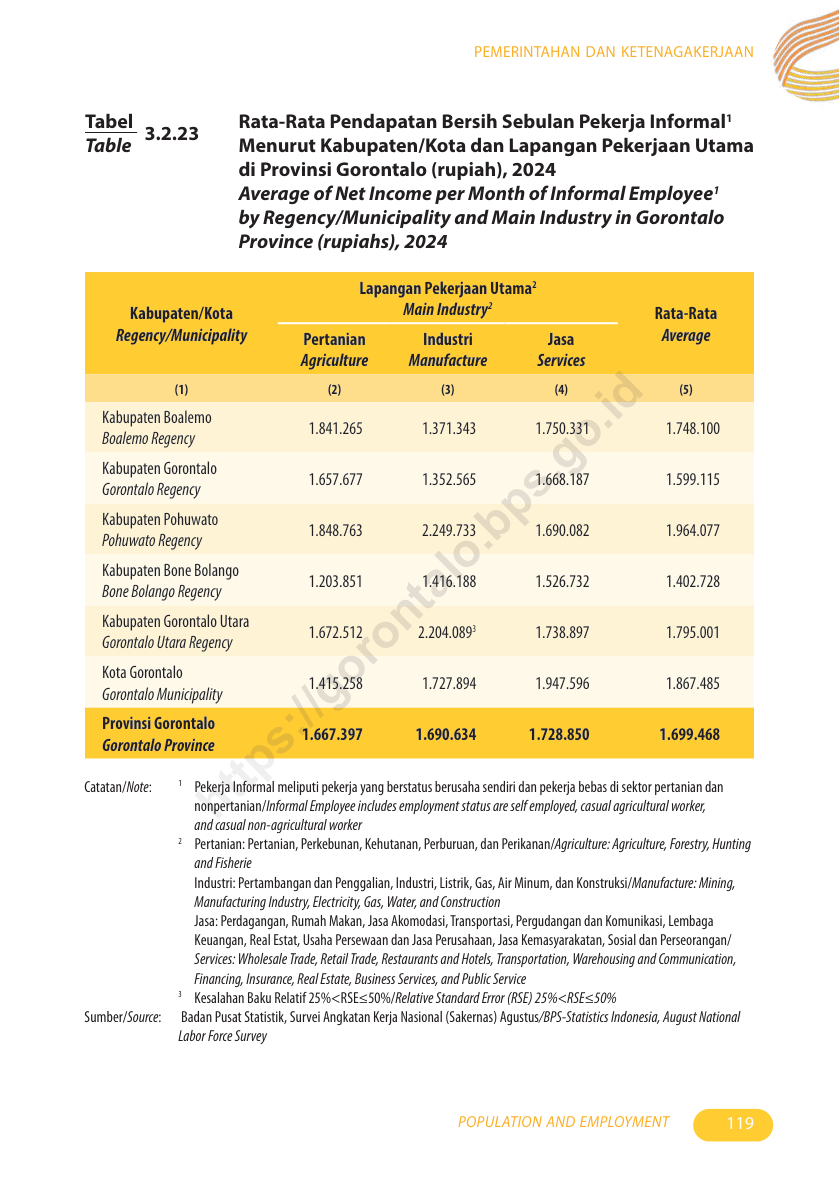 PEMERINTAHAN DAN KETENAGAKERJAAN
Tabel
Table
3.2.23
Rata-Rata Pendapatan Bersih Sebulan Pekerja Informal¹
Menurut Kabupaten/Kota dan Lapangan Pekerjaan Utama
di Provinsi Gorontalo (rupiah), 2024
Average of Net Income per Month of Informal Employee¹
by Regency/Municipality and Main Industry in Gorontalo
Province (rupiahs), 2024
Kabupaten/Kota
Regency/Municipality
Lapangan Pekerjaan Utama²
Main Industry²
Rata-Rata
Average
Pertanian Industri Jasa
Agriculture Manufacture Services
(1) (2) (3) (4) (5)
Kabupaten Boalemo
Boalemo Regency
1.841.265 1.371.343 1.750.331 1.748.100
Kabupaten Gorontalo
Gorontalo Regency
1.657.677 1.352.565 1.668.187 1.599.115
Kabupaten Pohuwato
Pohuwato Regency
1.848.763 2.249.733 1.690.082 1.964.077
Kabupaten Bone Bolango
Bone Bolango Regency
1.203.851 1.416.188 1.526.732 1.402.728
Kabupaten Gorontalo Utara
Gorontalo Utara Regency
1.672.512 2.204.089³ 1.738.897 1.795.001
Kota Gorontalo
Gorontalo Municipality
1.415.258 1.727.894 1.947.596 1.867.485
Provinsi Gorontalo
Gorontalo Province
1.667.397 1.690.634 1.728.850 1.699.468
https://gorontalo.bps.go.id
Catatan/Note: ¹ Pekerja Informal meliputi pekerja yang berstatus berusaha sendiri dan pekerja bebas di sektor pertanian dan
nonpertanian/Informal Employee includes employment status are self employed, casual agricultural worker,
and casual non-agricultural worker
² Pertanian: Pertanian, Perkebunan, Kehutanan, Perburuan, dan Perikanan/Agriculture: Agriculture, Forestry, Hunting
and Fisherie
Industri: Pertambangan dan Penggalian, Industri, Listrik, Gas, Air Minum, dan Konstruksi/Manufacture: Mining,
Manufacturing Industry, Electricity, Gas, Water, and Construction
Jasa: Perdagangan, Rumah Makan, Jasa Akomodasi, Transportasi, Pergudangan dan Komunikasi, Lembaga
Keuangan, Real Estat, Usaha Persewaan dan Jasa Perusahaan, Jasa Kemasyarakatan, Sosial dan Perseorangan/
Services: Wholesale Trade, Retail Trade, Restaurants and Hotels, Transportation, Warehousing and Communication,
Financing, Insurance, Real Estate, Business Services, and Public Service
³ Kesalahan Baku Relatif 25%<RSE≤50%/Relative Standard Error (RSE) 25%<RSE≤50%
Sumber/Source: Badan Pusat Statistik, Survei Angkatan Kerja Nasional (Sakernas) Agustus/BPS-Statistics Indonesia, August National
Labor Force Survey
POPULATION AND EMPLOYMENT 119